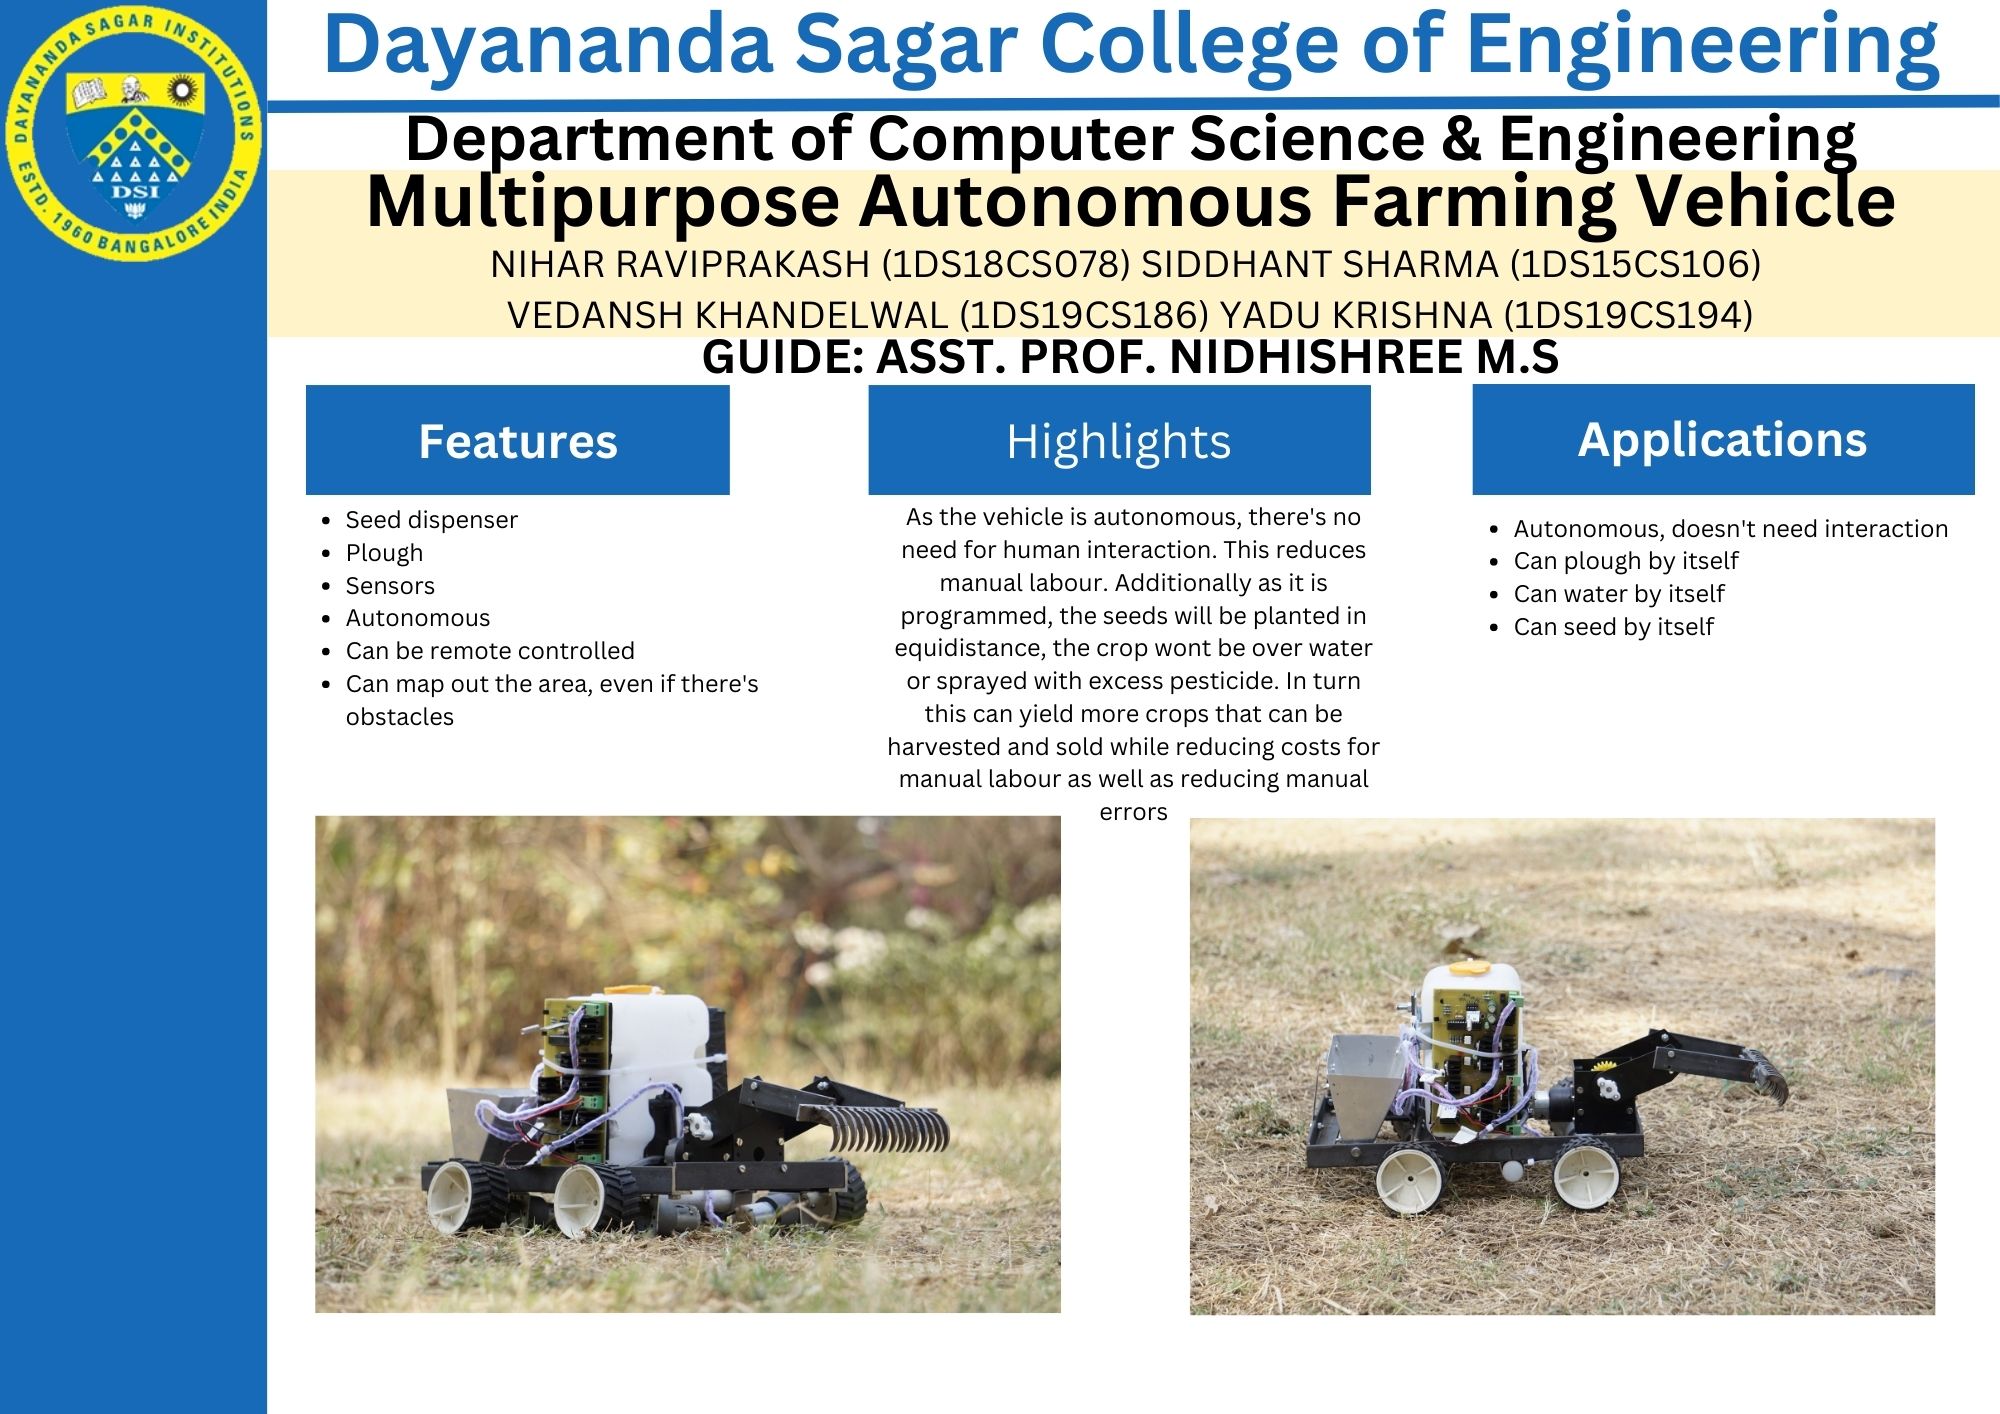 DAYANANDA SAGAR INSTITUTIONS
ESTD. 1960 BANGALORE INDIA
DSI
Dayananda Sagar College of Engineering
Department of Computer Science & Engineering
Multipurpose Autonomous Farming Vehicle
NIHAR RAVIPRAKASH (1DS18CS078) SIDDHANT SHARMA (1DS15CS106)
VEDANSH KHANDELWAL (1DS19CS186) YADU KRISHNA (1DS19CS194)
GUIDE: ASST. PROF. NIDHISHREE M.S
Features
• Seed dispenser
• Plough
• Sensors
• Autonomous
• Can be remote controlled
• Can map out the area, even if there's
obstacles
Highlights
As the vehicle is autonomous, there's no
need for human interaction. This reduces
manual labour. Additionally as it is
programmed, the seeds will be planted in
equidistance, the crop wont be over water
or sprayed with excess pesticide. In turn
this can yield more crops that can be
harvested and sold while reducing costs for
manual labour as well as reducing manual
errors
Applications
• Autonomous, doesn't need interaction
• Can plough by itself
• Can water by itself
• Can seed by itself